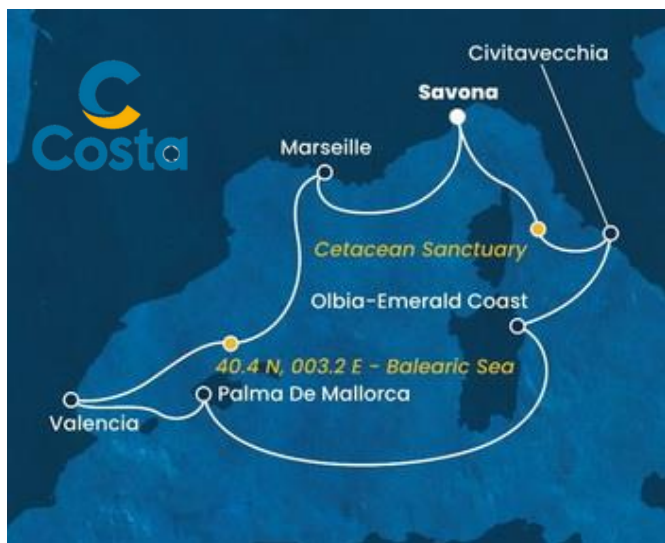 Civitavecchia
Costa
Savona
Marseille
Cetacean Sanctuary
Olbia-Emerald Coast
40.4 N, 003.2 E - Balearic Sea
Palma De Mallorca
Valencia